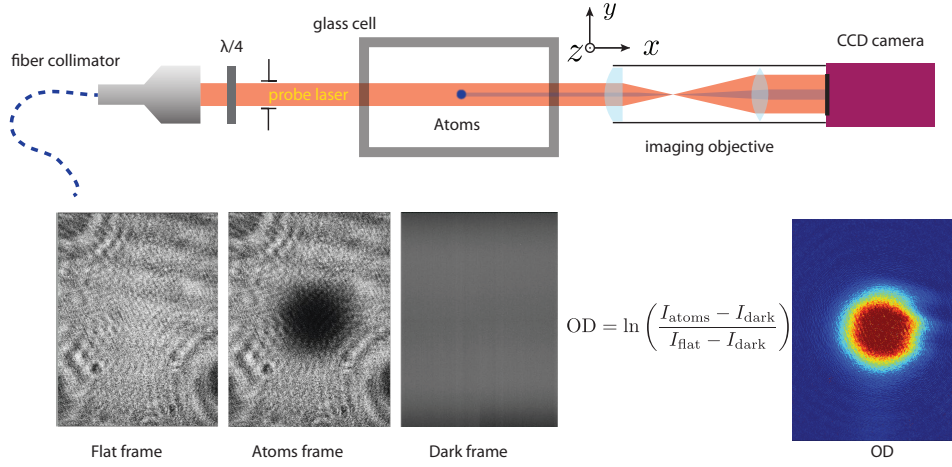 glass cell
y
λ/4
z
x
CCD camera
fiber collimator
probe laser
Atoms
imaging objective
OD = ln ( I_atoms − I_dark / I_flat − I_dark )
Flat frame
Atoms frame
Dark frame
OD